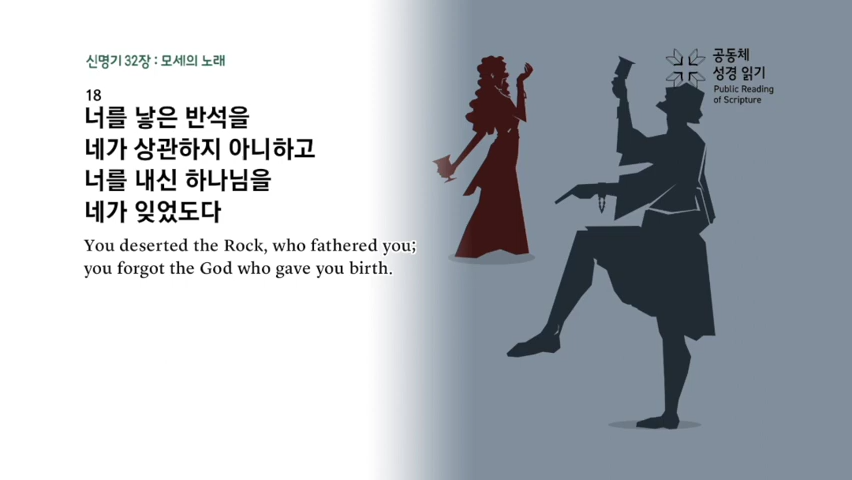 신명기 32장 : 모세의 노래
18
너를 낳은 반석을
네가 상관하지 아니하고
너를 내신 하나님을
네가 잊었도다
You deserted the Rock, who fathered you;
you forgot the God who gave you birth.
공동체
성경 읽기
Public Reading
of Scripture